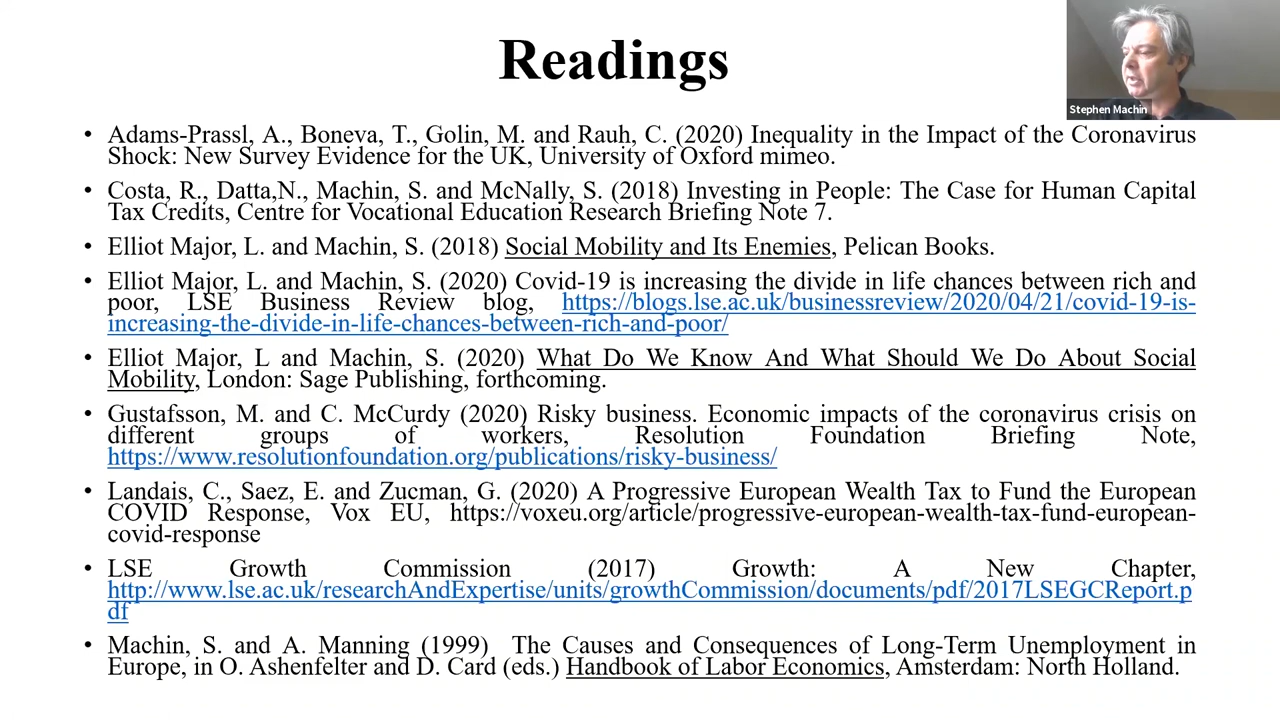 Readings
Stephen Machin
• Adams-Prassl, A., Boneva, T., Golin, M. and Rauh, C. (2020) Inequality in the Impact of the Coronavirus
Shock: New Survey Evidence for the UK, University of Oxford mimeo.
• Costa, R., Datta,N., Machin, S. and McNally, S. (2018) Investing in People: The Case for Human Capital
Tax Credits, Centre for Vocational Education Research Briefing Note 7.
• Elliot Major, L. and Machin, S. (2018) Social Mobility and Its Enemies, Pelican Books.
• Elliot Major, L. and Machin, S. (2020) Covid-19 is increasing the divide in life chances between rich and
poor, LSE Business Review blog, https://blogs.lse.ac.uk/businessreview/2020/04/21/covid-19-is-
increasing-the-divide-in-life-chances-between-rich-and-poor/
• Elliot Major, L and Machin, S. (2020) What Do We Know And What Should We Do About Social
Mobility, London: Sage Publishing, forthcoming.
• Gustafsson, M. and C. McCurdy (2020) Risky business. Economic impacts of the coronavirus crisis on
different groups of workers, Resolution Foundation Briefing Note,
https://www.resolutionfoundation.org/publications/risky-business/
• Landais, C., Saez, E. and Zucman, G. (2020) A Progressive European Wealth Tax to Fund the European
COVID Response, Vox EU, https://voxeu.org/article/progressive-european-wealth-tax-fund-european-
covid-response
• LSE Growth Commission (2017) Growth: A New Chapter,
http://www.lse.ac.uk/researchAndExpertise/units/growthCommission/documents/pdf/2017LSEGCReport.p
df
• Machin, S. and A. Manning (1999) The Causes and Consequences of Long-Term Unemployment in
Europe, in O. Ashenfelter and D. Card (eds.) Handbook of Labor Economics, Amsterdam: North Holland.